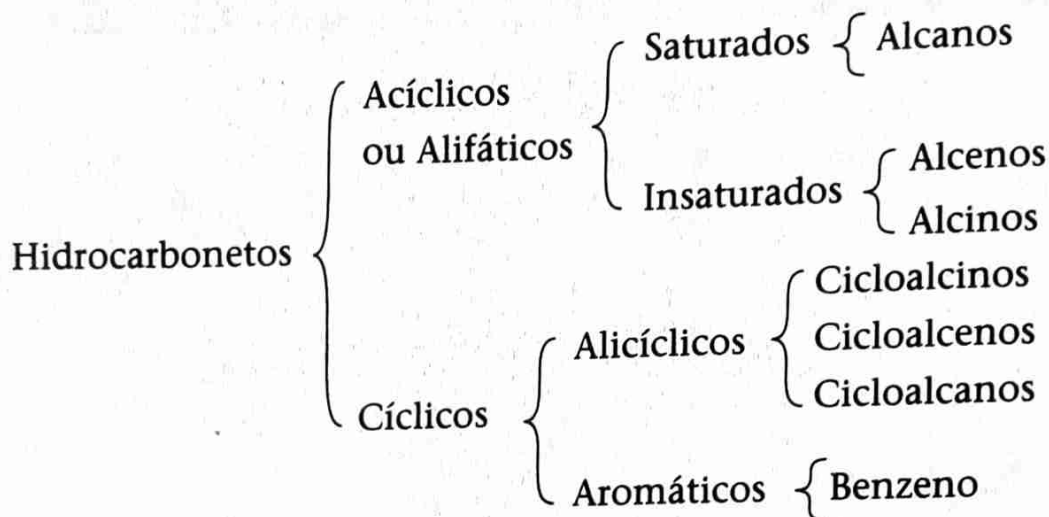 Hidrocarbonetos
Acíclicos
ou Alifáticos
Saturados
Alcanos
Insaturados
Alcenos
Alcinos
Cíclicos
Alicíclicos
Cicloalcinos
Cicloalcenos
Cicloalcanos
Aromáticos
Benzeno